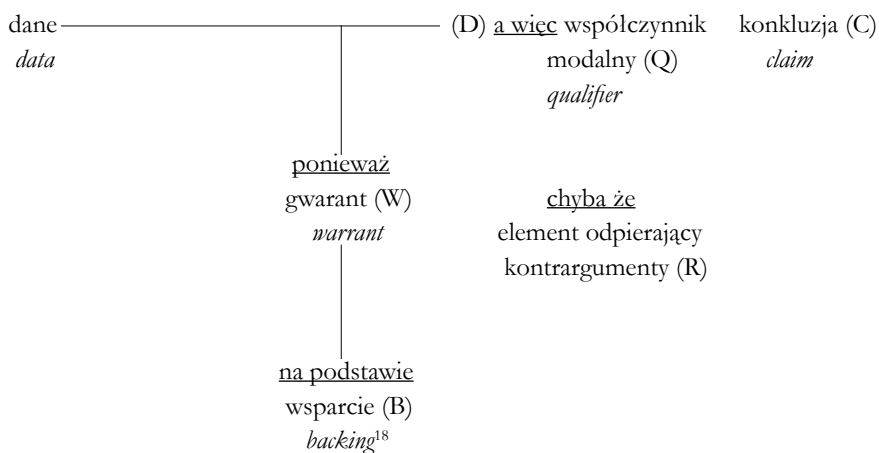 dane (D) a więc współczynnik konkluzja (C)
data modalny (Q) claim
qualifier
ponieważ
gwarant (W) chyba że
warrant element odpierający
kontrargumenty (R)
na podstawie
wsparcie (B)
backing18